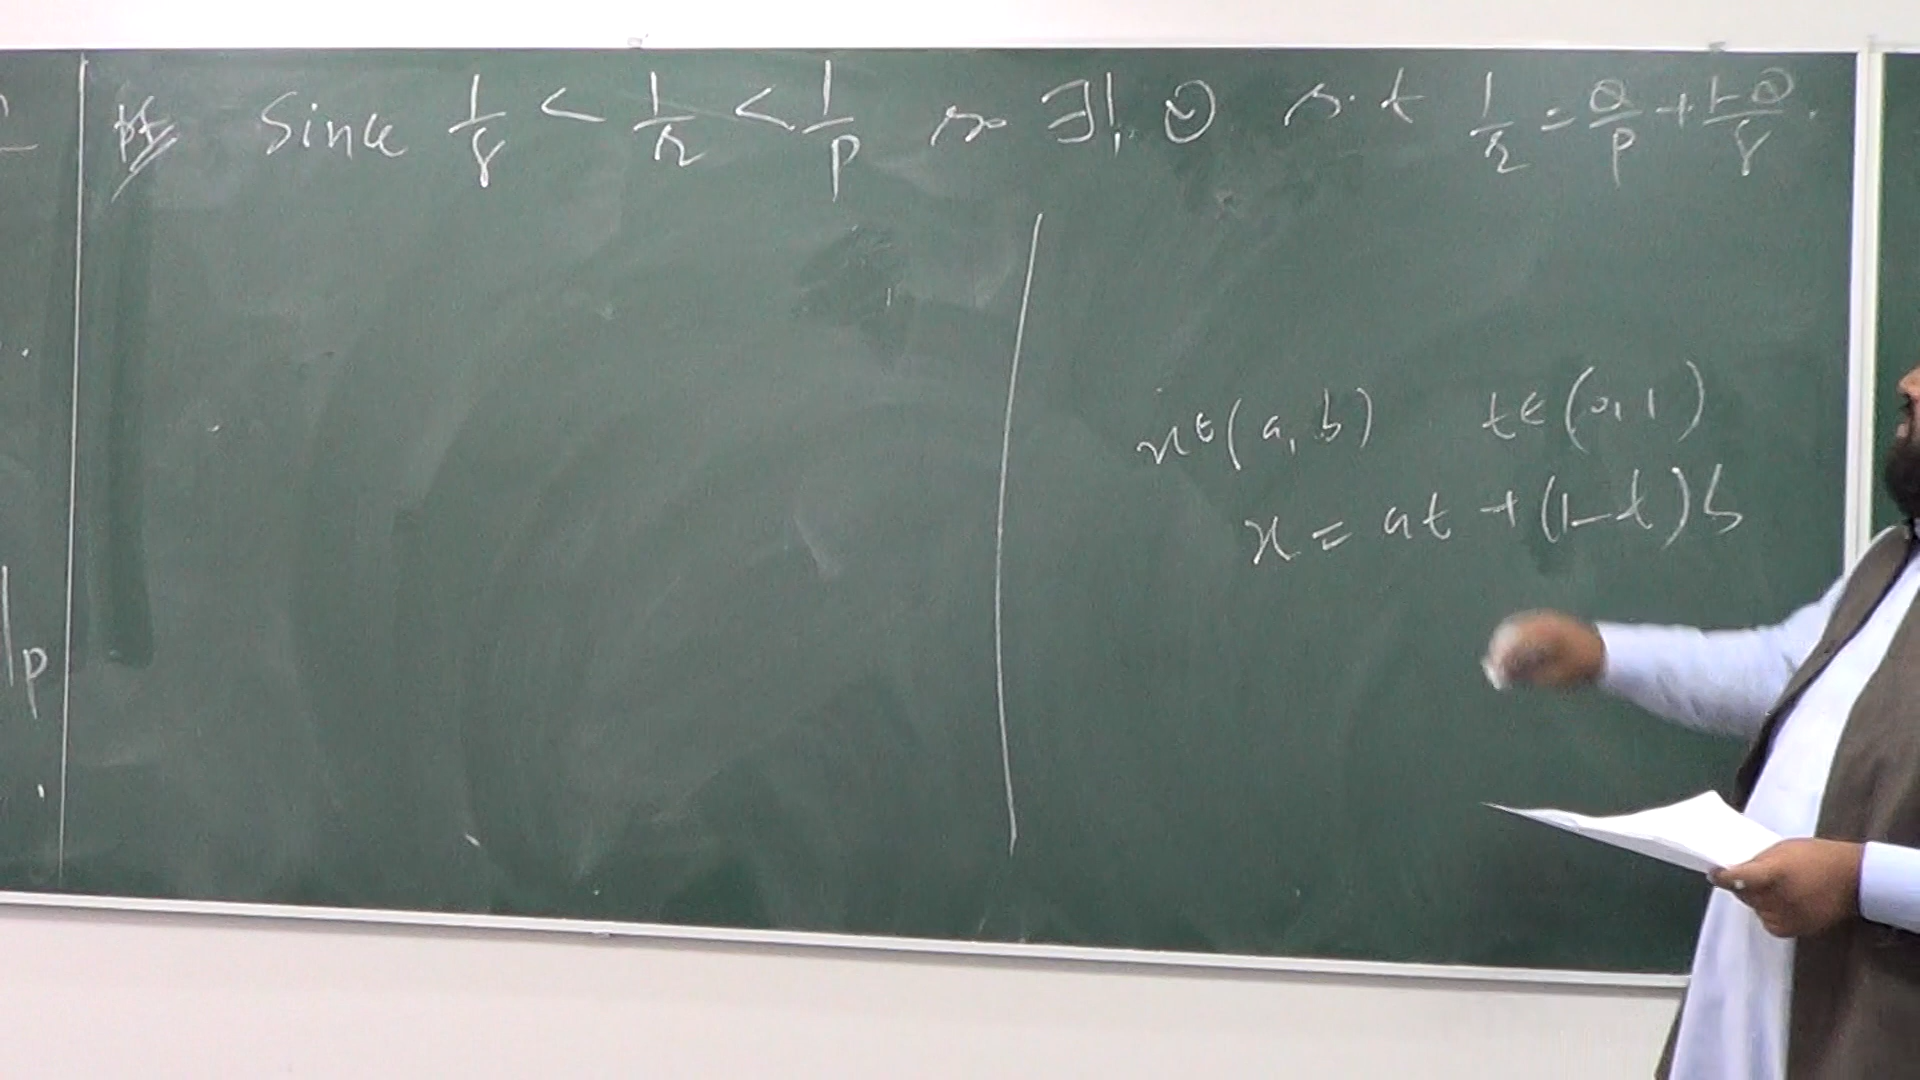 pf Since 1/q < 1/r < 1/p so ∃! θ s.t 1/r = θ/p + 1-θ/q.
x∈(a, b) t∈(0, 1)
x = at + (1-t)b
|p